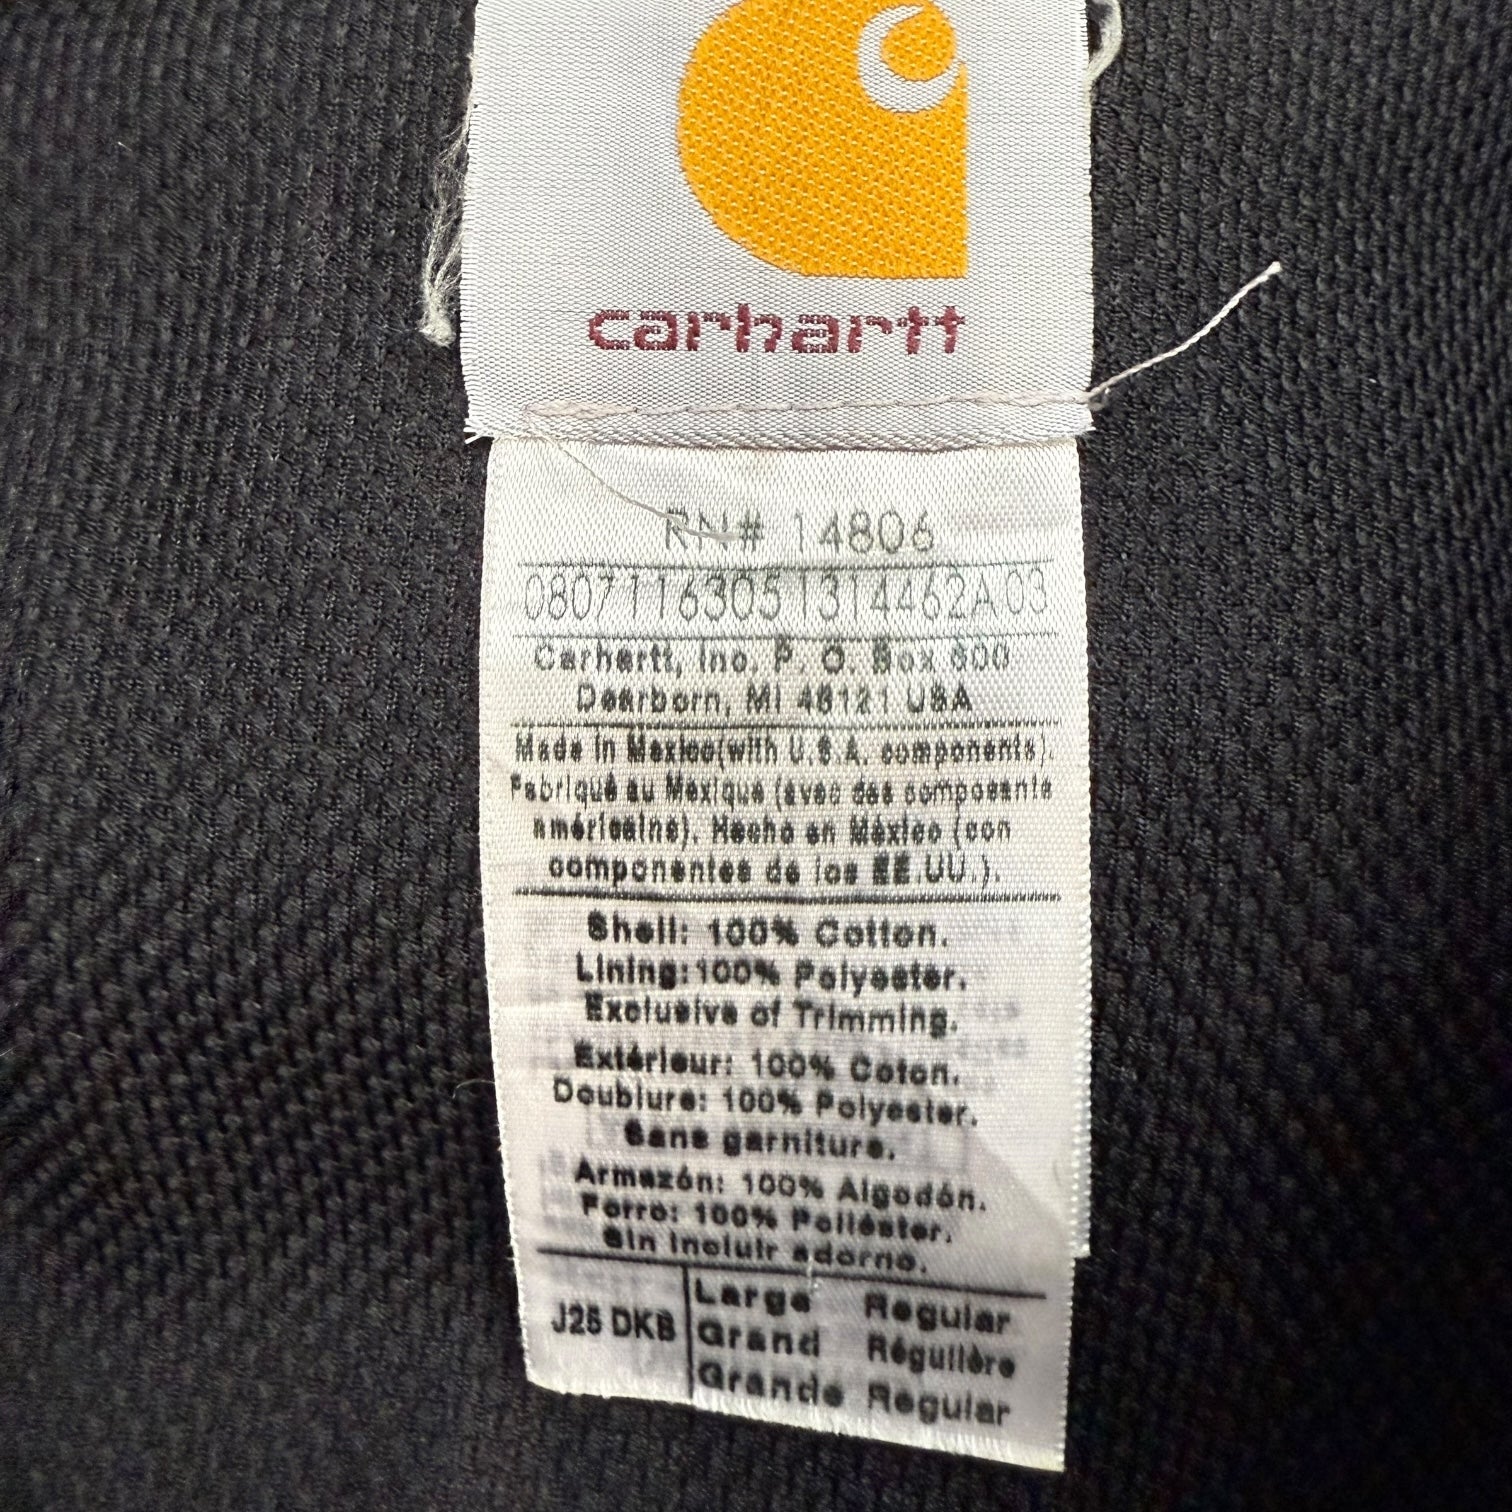 carhartt
RN# 14806
08071163051314462A03
Carhartt, Inc. P. O. Box 600
Dearborn, MI 48121 USA
Made in Mexico(with U.S.A. components).
Fabriqué au Mexique (avec des composants
américains). Hecho en México (con
componentes de los EE.UU.).
Shell: 100% Cotton.
Lining: 100% Polyester.
Exclusive of Trimming.
Extérieur: 100% Coton.
Doublure: 100% Polyester.
Sans garniture.
Armazón: 100% Algodón.
Forro: 100% Poliéster.
Sin incluir adorno.
J25 DKB
Large Regular
Grand Régulière
Grande Regular